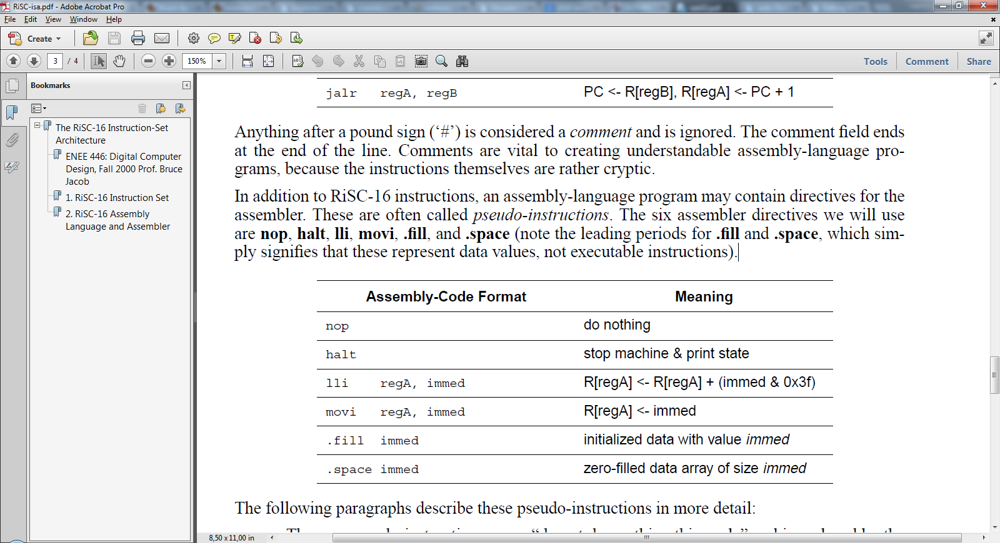 RiSC-isa.pdf - Adobe Acrobat Pro
File Edit View Window Help
Create
3 / 4 150% Tools Comment Share
Bookmarks
The RiSC-16 Instruction-Set
Architecture
ENEE 446: Digital Computer
Design, Fall 2000 Prof. Bruce
Jacob
1. RiSC-16 Instruction Set
2. RiSC-16 Assembly
Language and Assembler
jalr regA, regB PC <- R[regB], R[regA] <- PC + 1
Anything after a pound sign (‘#’) is considered a comment and is ignored. The comment field ends
at the end of the line. Comments are vital to creating understandable assembly-language pro-
grams, because the instructions themselves are rather cryptic.
In addition to RiSC-16 instructions, an assembly-language program may contain directives for the
assembler. These are often called pseudo-instructions. The six assembler directives we will use
are nop, halt, lli, movi, .fill, and .space (note the leading periods for .fill and .space, which sim-
ply signifies that these represent data values, not executable instructions).
Assembly-Code Format Meaning
nop do nothing
halt stop machine & print state
lli regA, immed R[regA] <- R[regA] + (immed & 0x3f)
movi regA, immed R[regA] <- immed
.fill immed initialized data with value immed
.space immed zero-filled data array of size immed
The following paragraphs describe these pseudo-instructions in more detail:
8,50 x 11,00 in